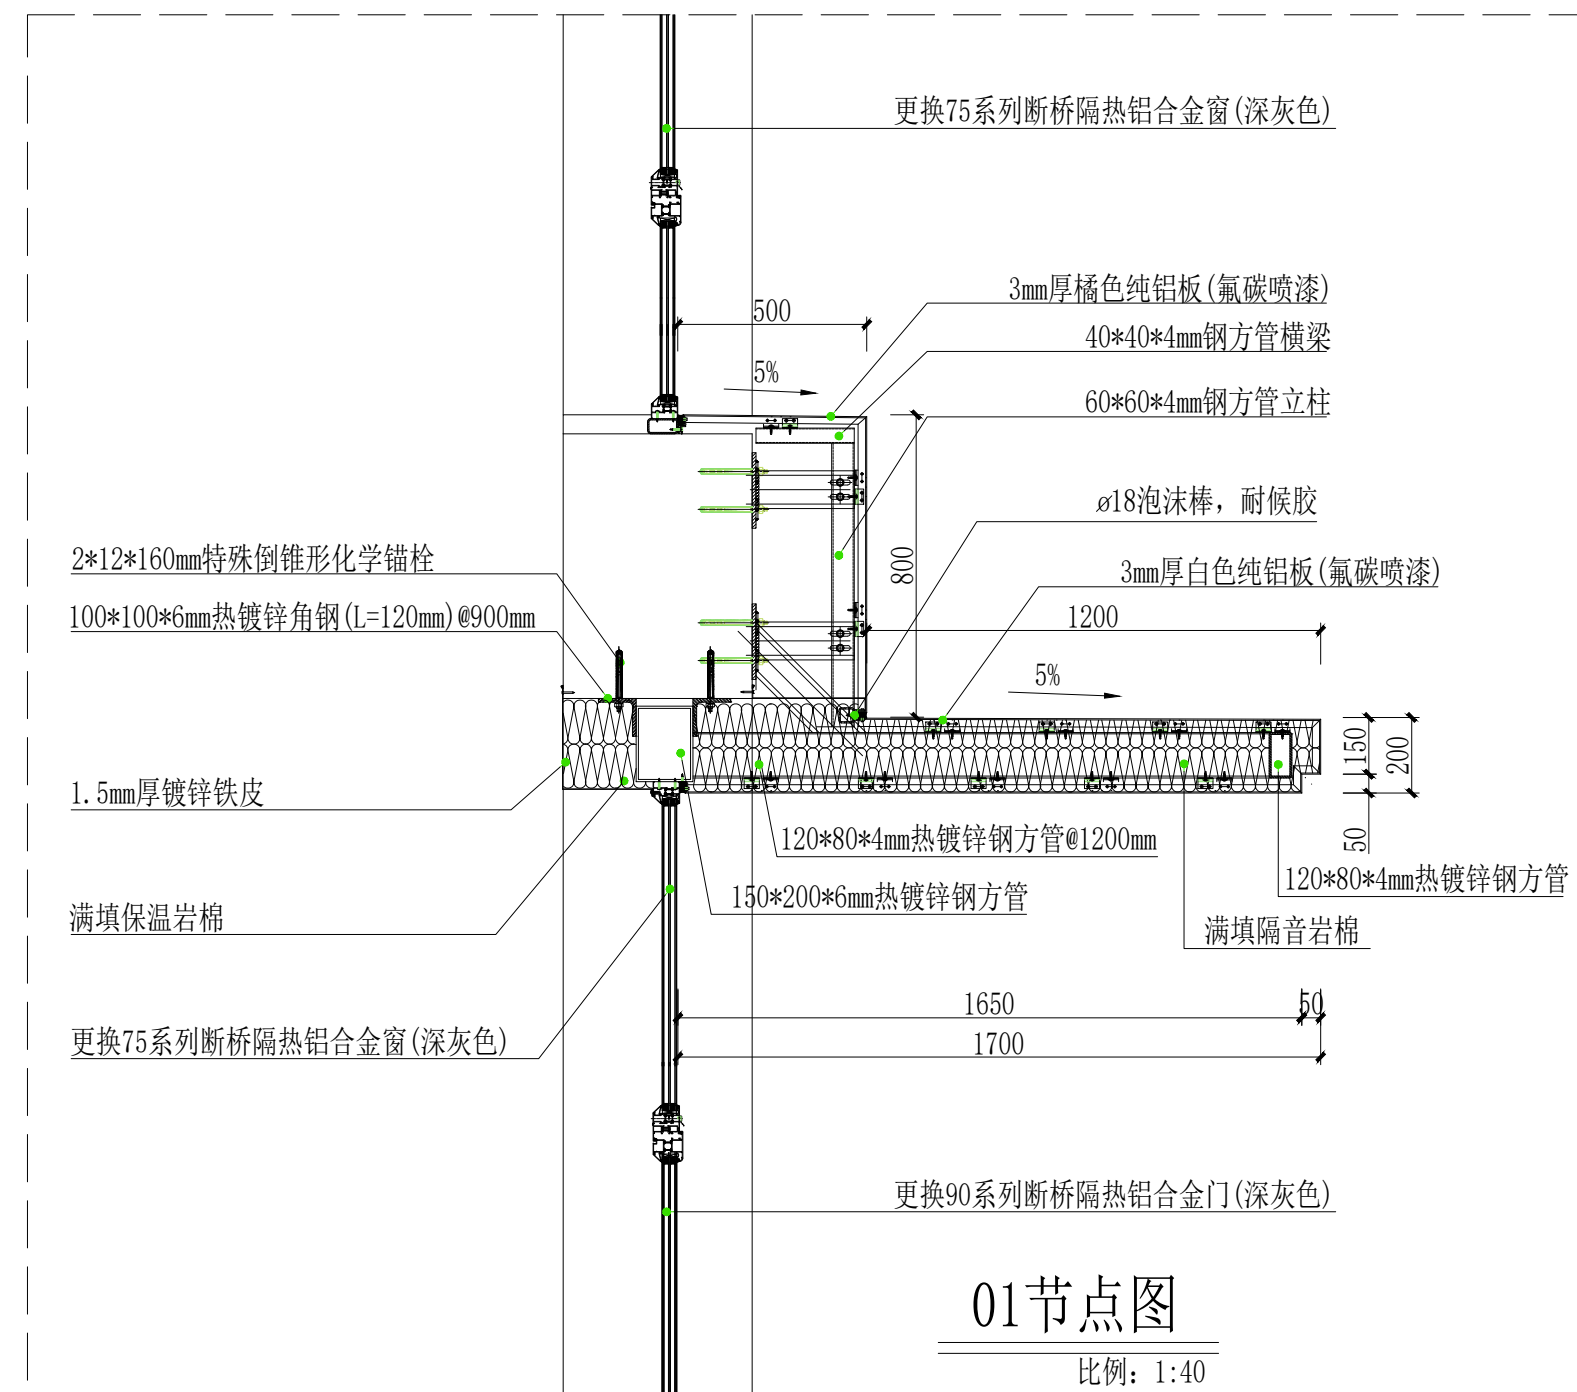 更换75系列断桥隔热铝合金窗(深灰色)
3mm厚橘色纯铝板(氟碳喷漆)
500
40*40*4mm钢方管横梁
5%
60*60*4mm钢方管立柱
ø18泡沫棒，耐候胶
2*12*160mm特殊倒锥形化学锚栓
800
3mm厚白色纯铝板(氟碳喷漆)
100*100*6mm热镀锌角钢(L=120mm)@900mm
1200
5%
150
200
1.5mm厚镀锌铁皮
50
120*80*4mm热镀锌钢方管@1200mm
120*80*4mm热镀锌钢方管
150*200*6mm热镀锌钢方管
满填保温岩棉
满填隔音岩棉
1650
50
更换75系列断桥隔热铝合金窗(深灰色)
1700
更换90系列断桥隔热铝合金门(深灰色)
01节点图
比例：1:40